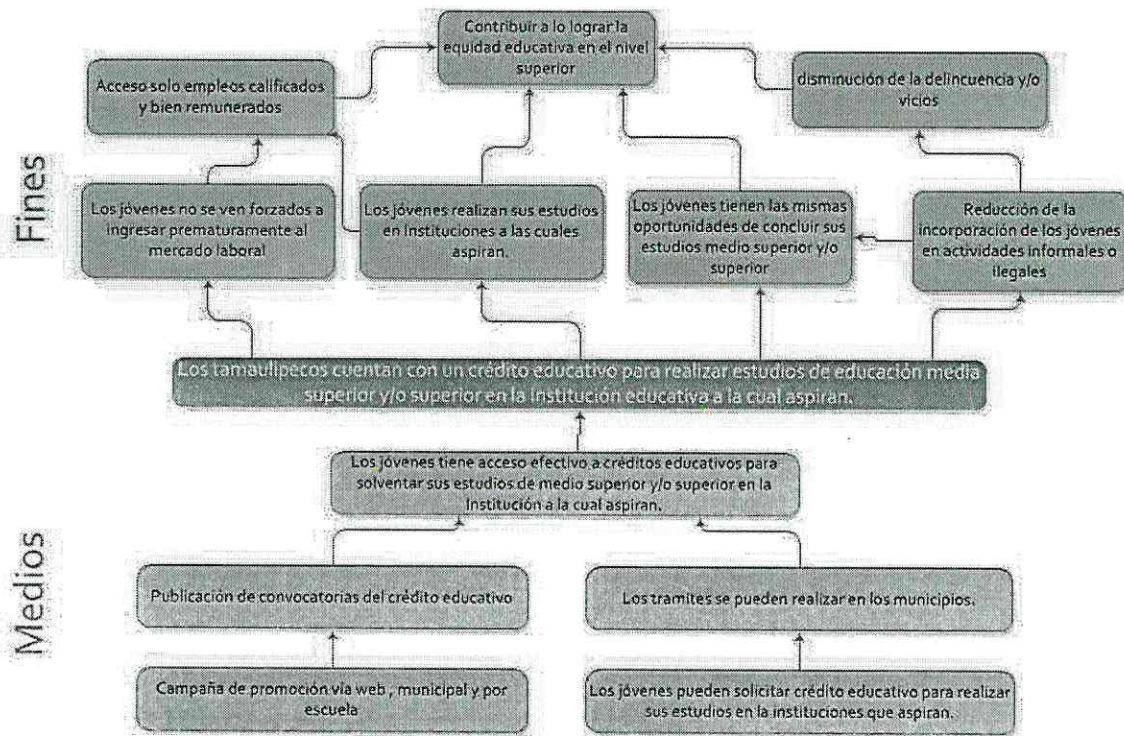 Fines
Contribuir a lo lograr la
equidad educativa en el nivel
superior
Acceso solo empleos calificados
y bien remunerados
disminución de la delincuencia y/o
vicios
Los jóvenes no se ven forzados a
ingresar prematuramente al
mercado laboral
Los jóvenes realizan sus estudios
en Instituciones a las cuales
aspiran.
Los jóvenes tienen las mismas
oportunidades de concluir sus
estudios medio superior y/o
superior
Reducción de la
incorporación de los jóvenes
en actividades informales o
ilegales
Los tamaulipecos cuentan con un crédito educativo para realizar estudios de educación media
superior y/o superior en la Institución educativa a la cual aspiran.
Medios
Los jóvenes tiene acceso efectivo a créditos educativos para
solventar sus estudios de medio superior y/o superior en la
Institución a la cual aspiran.
Publicación de convocatorias del crédito educativo
Los tramites se pueden realizar en los municipios.
Campaña de promoción vía web , municipal y por
escuela
Los jóvenes pueden solicitar crédito educativo para realizar
sus estudios en la instituciones que aspiran.